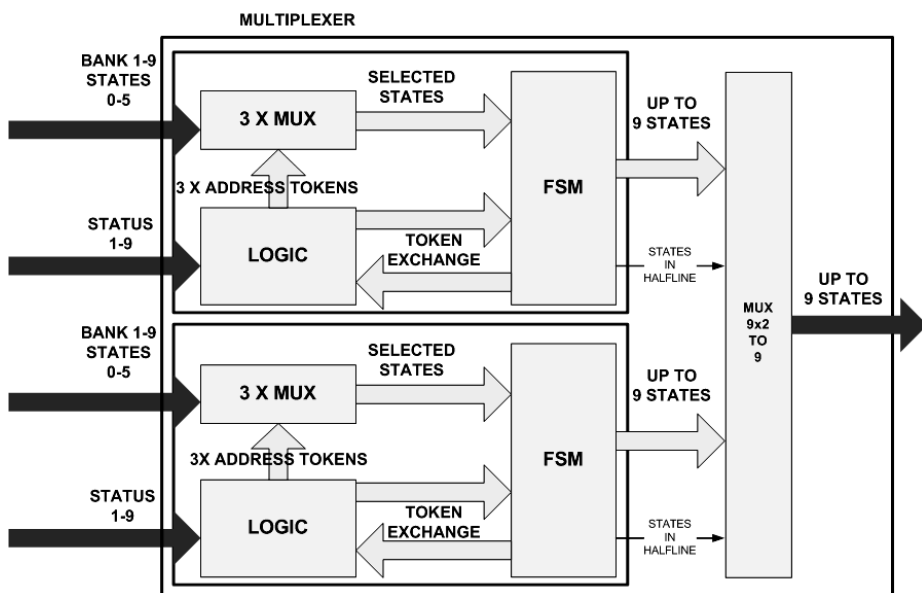 MULTIPLEXER
BANK 1-9
STATES
0-5
3 X MUX
SELECTED
STATES
FSM
UP TO
9 STATES
3 X ADDRESS TOKENS
STATUS
1-9
LOGIC
TOKEN
EXCHANGE
STATES
IN
HALFLINE
MUX
9x2
TO
9
UP TO
9 STATES
BANK 1-9
STATES
0-5
3 X MUX
SELECTED
STATES
FSM
UP TO
9 STATES
3X ADDRESS TOKENS
STATUS
1-9
LOGIC
TOKEN
EXCHANGE
STATES
IN
HALFLINE